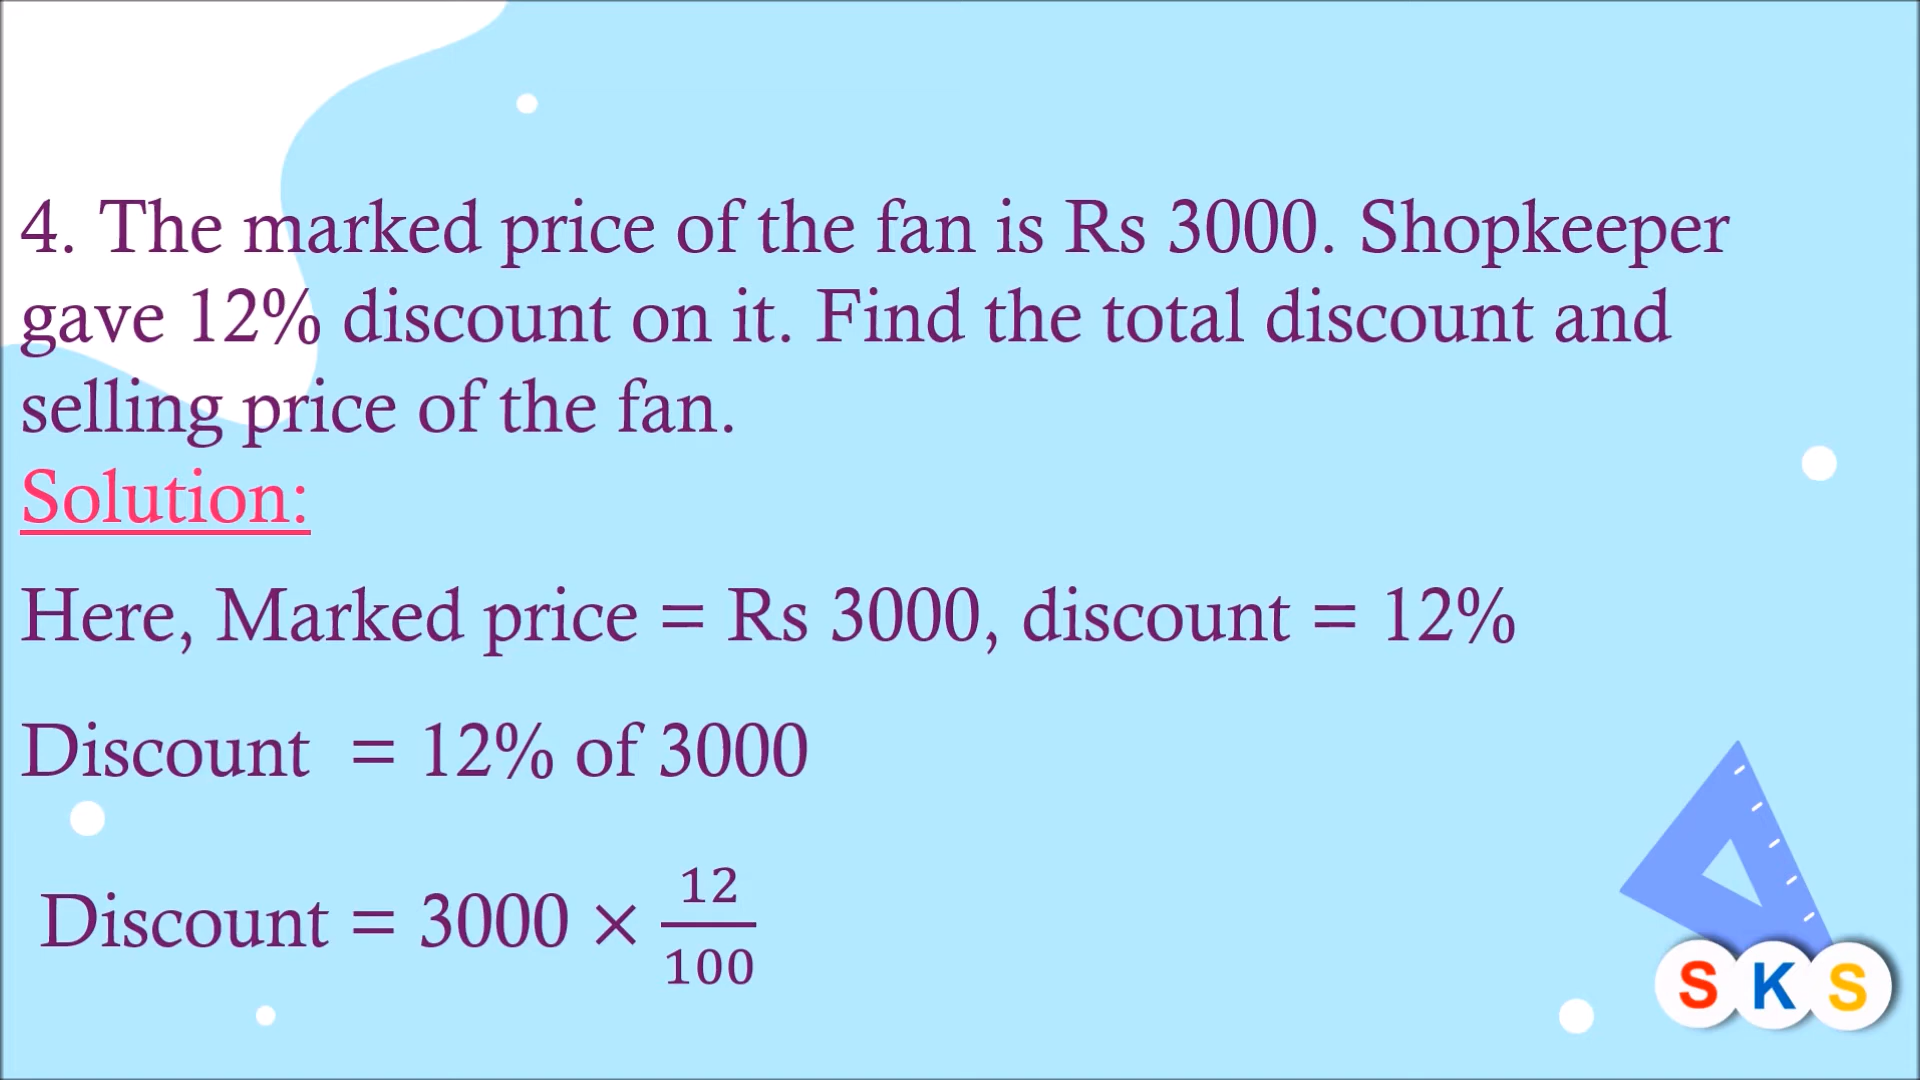 4. The marked price of the fan is Rs 3000. Shopkeeper
gave 12% discount on it. Find the total discount and
selling price of the fan.
Solution:
Here, Marked price = Rs 3000, discount = 12%
Discount = 12% of 3000
Discount = 3000 × 12/100
SKS